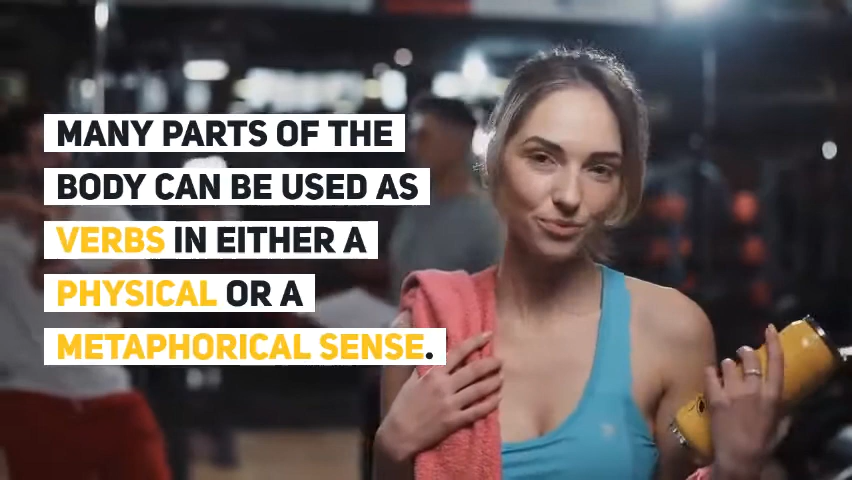 MANY PARTS OF THE
BODY CAN BE USED AS
VERBS IN EITHER A
PHYSICAL OR A
METAPHORICAL SENSE.